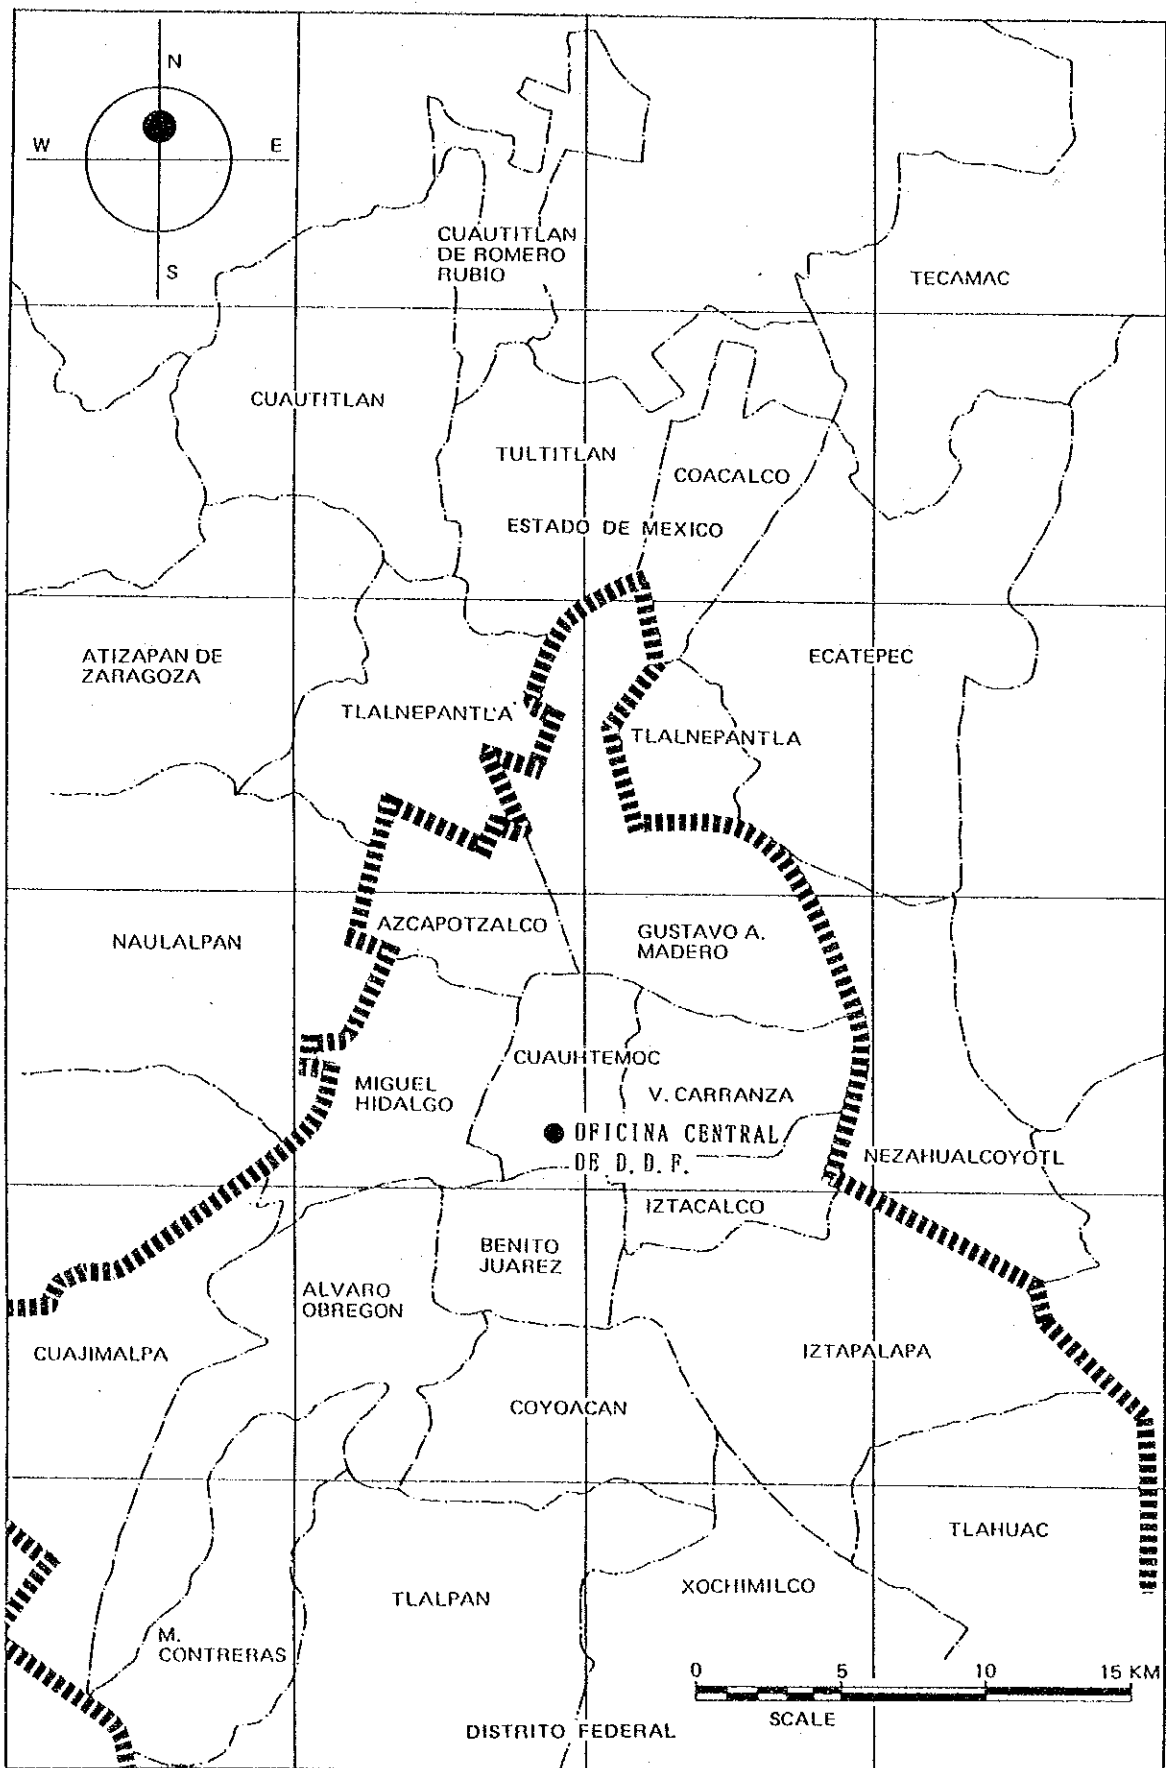 N
W E
S
CUAUTITLAN
DE ROMERO
RUBIO
TECAMAC
CUAUTITLAN
TULTITLAN
COACALCO
ESTADO DE MEXICO
ATIZAPAN DE
ZARAGOZA
ECATEPEC
TLALNEPANTLA
TLALNEPANTLA
AZCAPOTZALCO
NAULALPAN
GUSTAVO A.
MADERO
CUAUHTEMOC
MIGUEL
HIDALGO
V. CARRANZA
OFICINA CENTRAL
DE D. D. F.
NEZAHUALCOYOTL
IZTACALCO
BENITO
JUAREZ
ALVARO
OBREGON
CUAJIMALPA
IZTAPALAPA
COYOACAN
TLAHUAC
XOCHIMILCO
TLALPAN
M.
CONTRERAS
0 5 10 15 KM
SCALE
DISTRITO FEDERAL